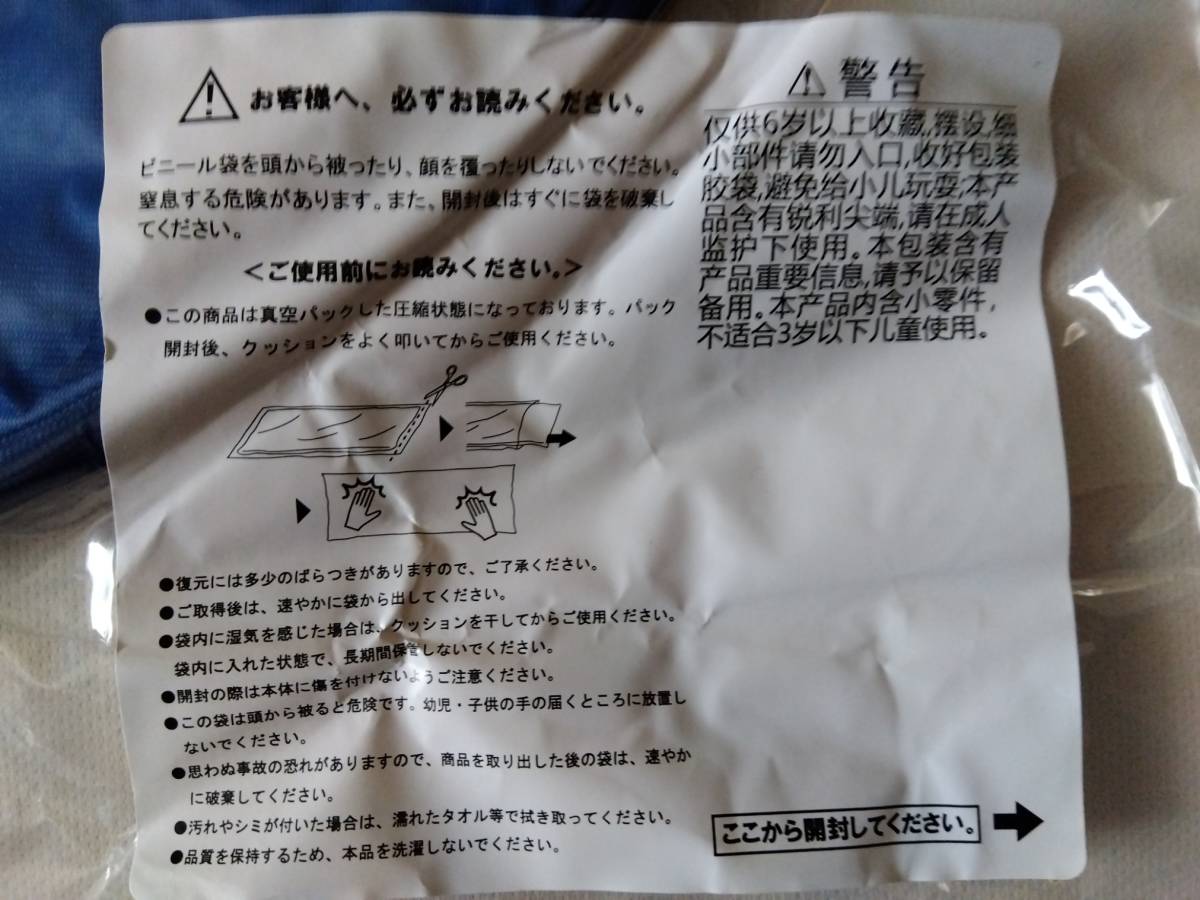 お客様へ、必ずお読みください。
ビニール袋を頭から被ったり、顔を覆ったりしないでください。
窒息する危険があります。また、開封後はすぐに袋を破棄し
てください。
＜ご使用前にお読みください。＞
●この商品は真空パックした圧縮状態になっております。パック
開封後、クッションをよく叩いてからご使用ください。
●復元には多少のばらつきがありますので、ご了承ください。
●ご取得後は、速やかに袋から出してください。
●袋内に湿気を感じた場合は、クッションを干してからご使用ください。
袋内に入れた状態で、長期間保管しないでください。
●開封の際は本体に傷を付けないようご注意ください。
●この袋は頭から被ると危険です。幼児・子供の手の届くところに放置し
ないでください。
●思わぬ事故の恐れがありますので、商品を取り出した後の袋は、速やか
に破棄してください。
●汚れやシミが付いた場合は、濡れたタオル等で拭き取ってください。
●品質を保持するため、本品を洗濯しないでください。
警告
仅供6岁以上收藏,摆设,细
小部件请勿入口,收好包装
胶袋,避免给小儿玩耍;本产
品含有锐利尖端,请在成人
监护下使用。本包装含有
产品重要信息,请予以保留
备用。本产品内含小零件,
不适合3岁以下儿童使用。
ここから開封してください。